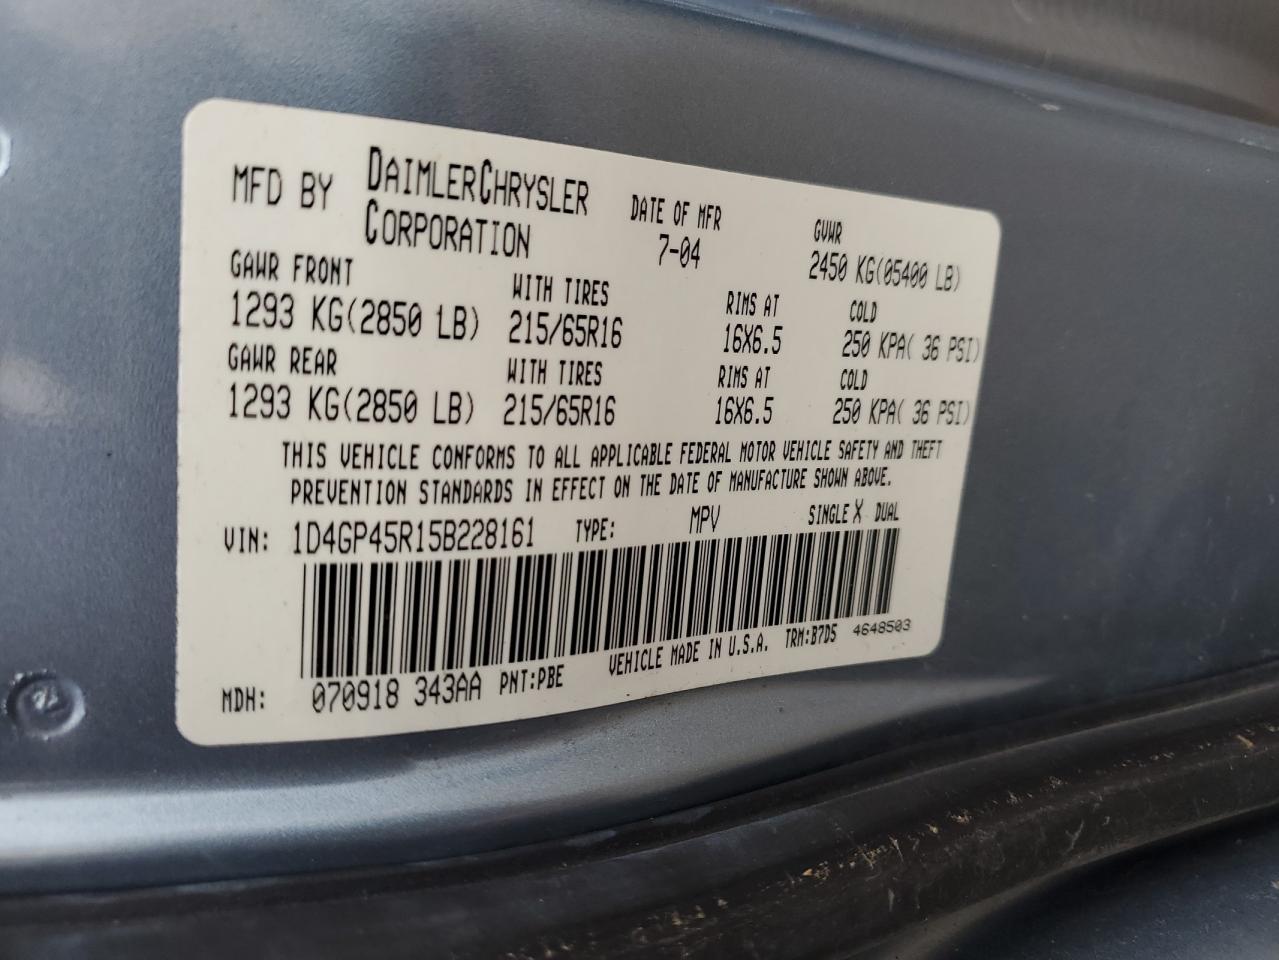 MFD BY DAIMLERCHRYSLER CORPORATION DATE OF MFR 7-04 GVWR 2450 KG(05400 LB)
GAWR FRONT WITH TIRES RIMS AT COLD
1293 KG(2850 LB) 215/65R16 16X6.5 250 KPA( 36 PSI)
GAWR REAR WITH TIRES RIMS AT COLD
1293 KG(2850 LB) 215/65R16 16X6.5 250 KPA( 36 PSI)
THIS VEHICLE CONFORMS TO ALL APPLICABLE FEDERAL MOTOR VEHICLE SAFETY AND THEFT
PREVENTION STANDARDS IN EFFECT ON THE DATE OF MANUFACTURE SHOWN ABOVE.
VIN: 1D4GP45R15B228161 TYPE: MPV SINGLE X DUAL
MDH: 070918 343AA PNT:PBE VEHICLE MADE IN U.S.A. TRM:B7D5 4648503